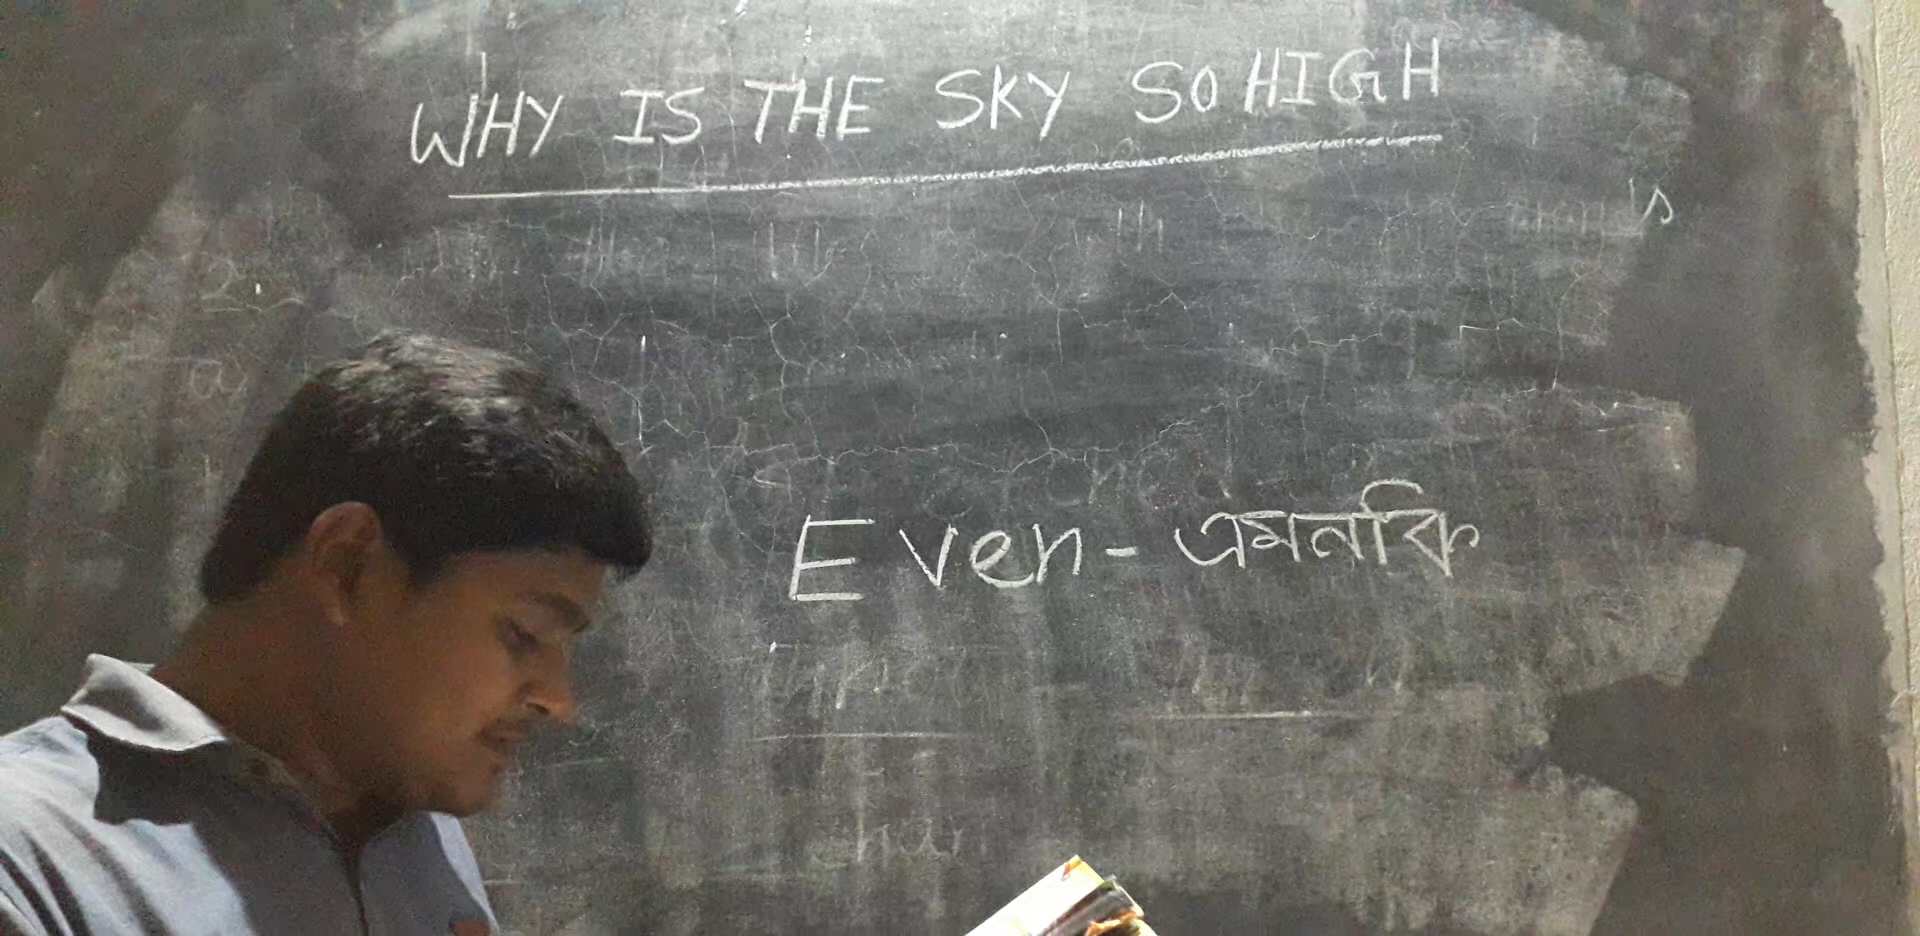 WHY IS THE SKY SO HIGH
Even - এমনকি